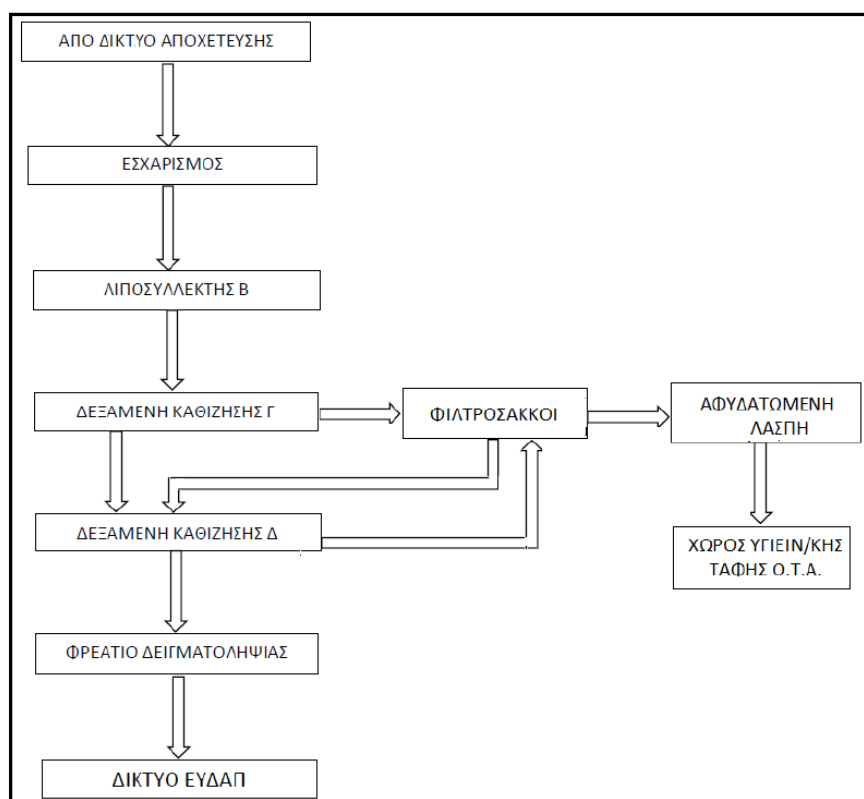 ΑΠΟ ΔΙΚΤΥΟ ΑΠΟΧΕΤΕΥΣΗΣ
ΕΣΧΑΡΙΣΜΟΣ
ΛΙΠΟΣΥΛΛΕΚΤΗΣ Β
ΔΕΞΑΜΕΝΗ ΚΑΘΙΖΗΣΗΣ Γ
ΦΙΛΤΡΟΣΑΚΚΟΙ
ΑΦΥΔΑΤΩΜΕΝΗ
ΛΑΣΠΗ
ΔΕΞΑΜΕΝΗ ΚΑΘΙΖΗΣΗΣ Δ
ΧΩΡΟΣ ΥΓΙΕΙΝ/ΚΗΣ
ΤΑΦΗΣ Ο.Τ.Α.
ΦΡΕΑΤΙΟ ΔΕΙΓΜΑΤΟΛΗΨΙΑΣ
ΔΙΚΤΥΟ ΕΥΔΑΠ